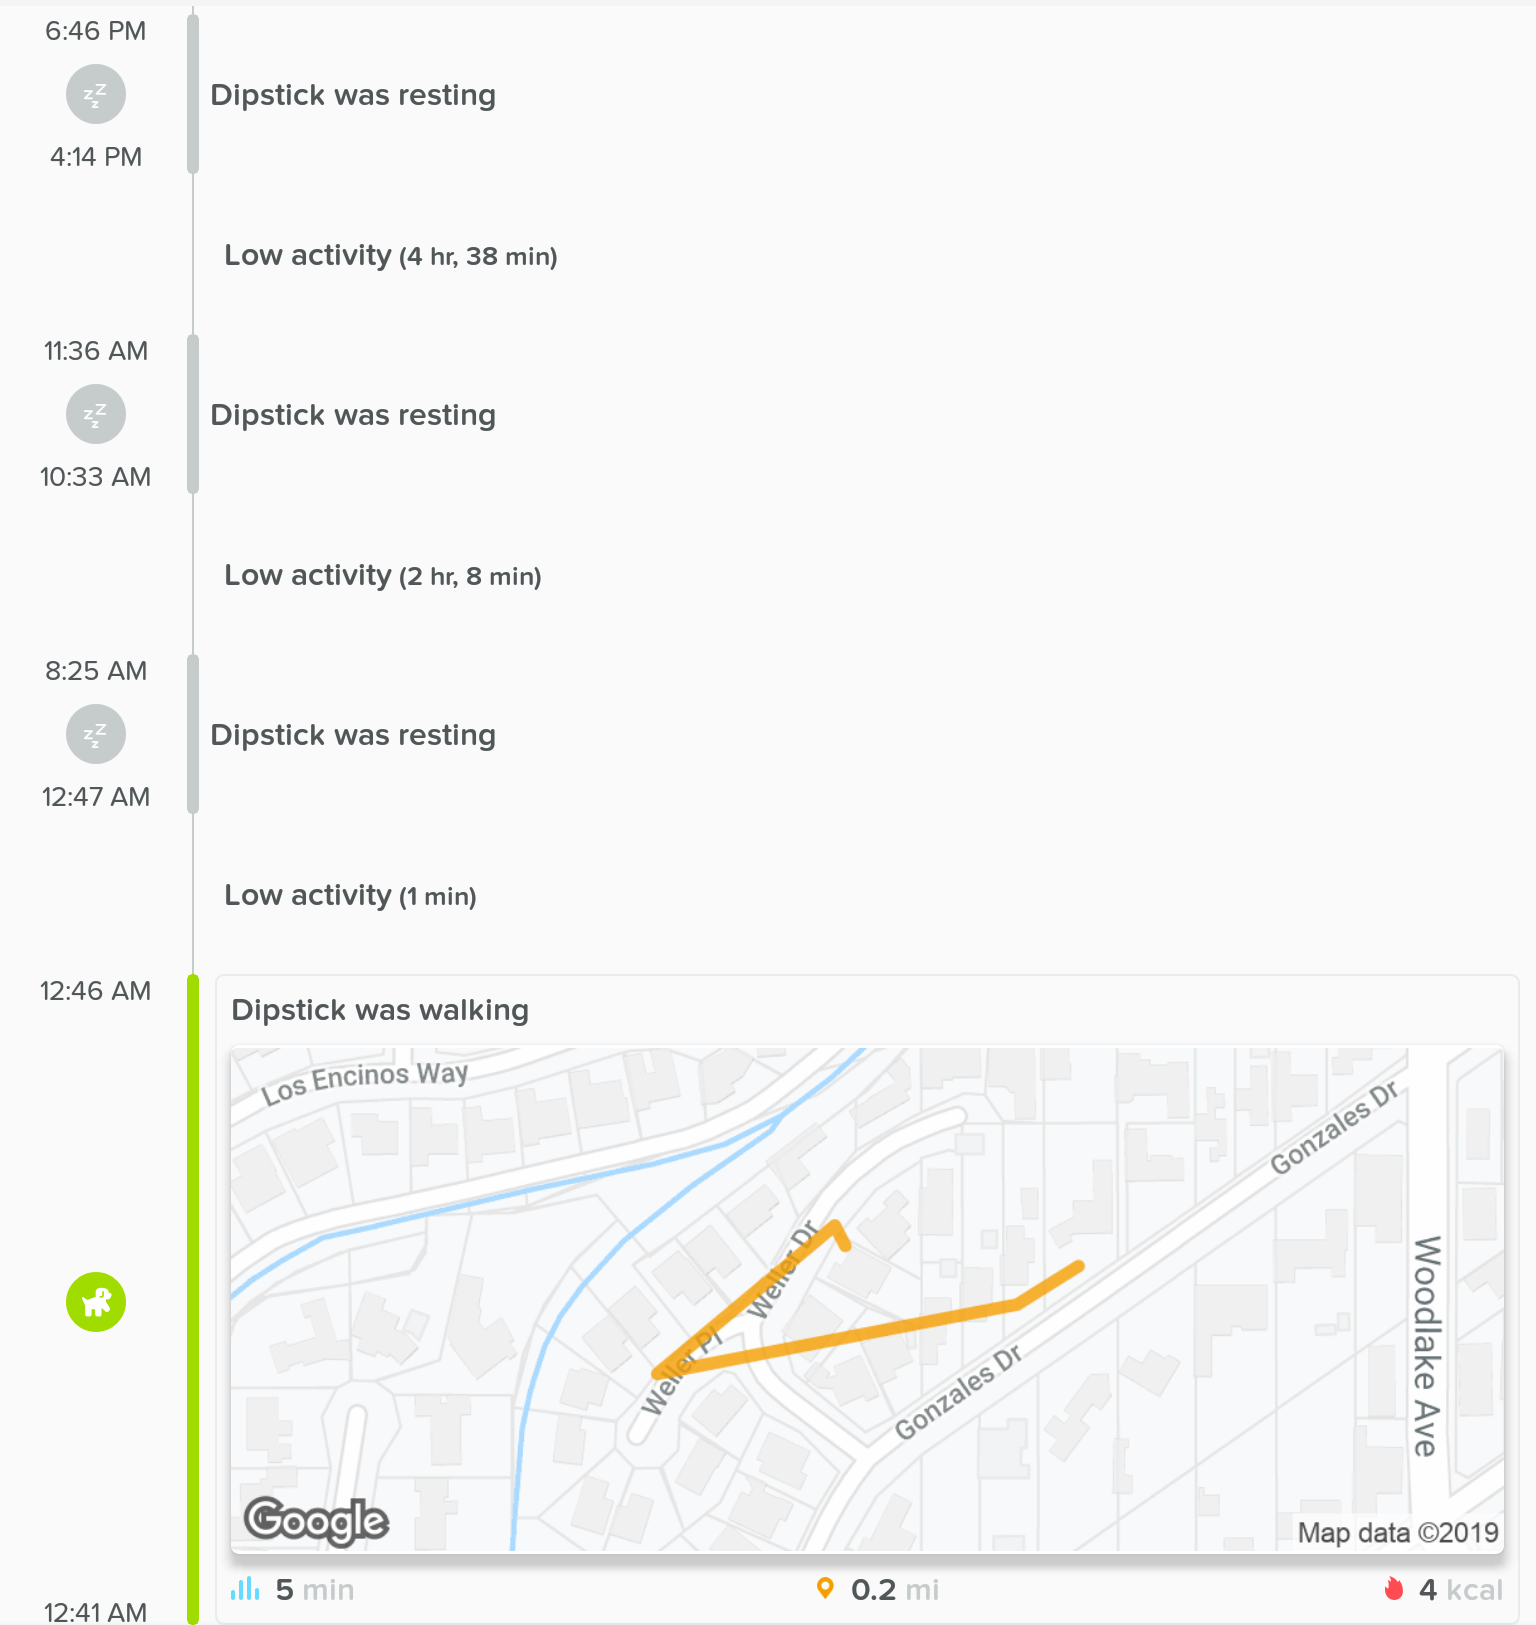 6:46 PM
zzz
Dipstick was resting
4:14 PM
Low activity (4 hr, 38 min)
11:36 AM
zzz
Dipstick was resting
10:33 AM
Low activity (2 hr, 8 min)
8:25 AM
zzz
Dipstick was resting
12:47 AM
Low activity (1 min)
12:46 AM
Dipstick was walking
Los Encinos Way
Gonzales Dr
Weller Dr
Woodlake Ave
Weller Pl
Gonzales Dr
Google
Map data ©2019
5 min
0.2 mi
4 kcal
12:41 AM